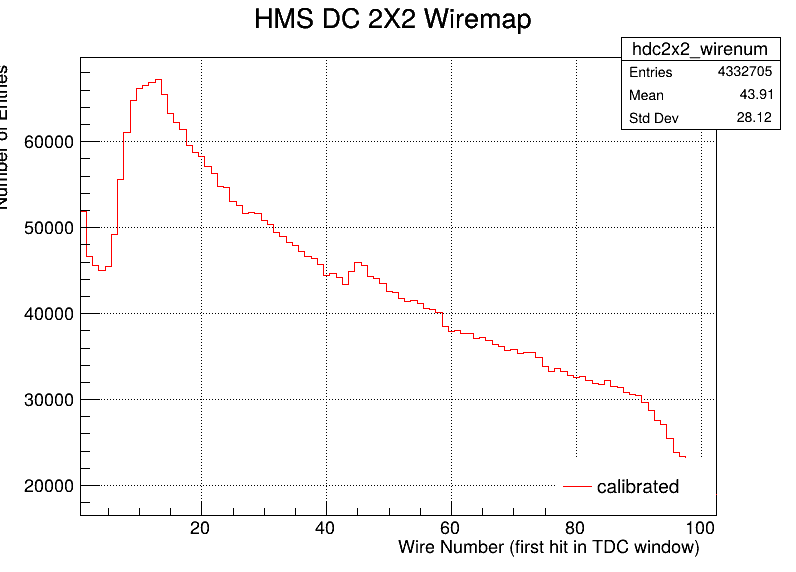 HMS DC 2X2 Wiremap
hdc2x2_wirenum
Entries 4332705
Mean 43.91
Std Dev 28.12
Number of Entries
60000
50000
40000
30000
20000
calibrated
20 40 60 80 100
Wire Number (first hit in TDC window)